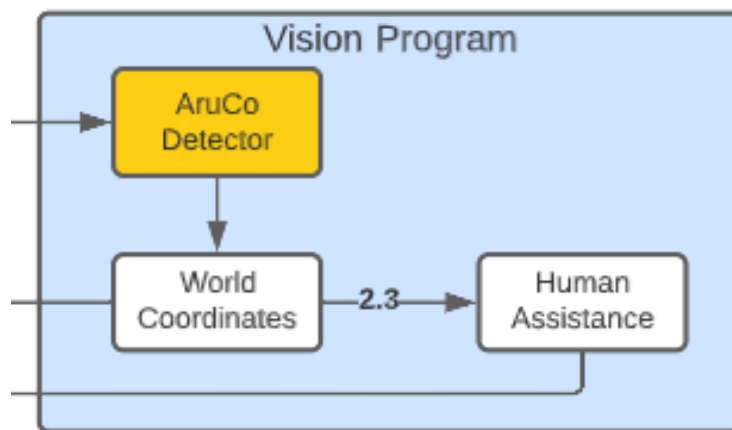 Vision Program
AruCo
Detector
World
Coordinates
2.3
Human
Assistance